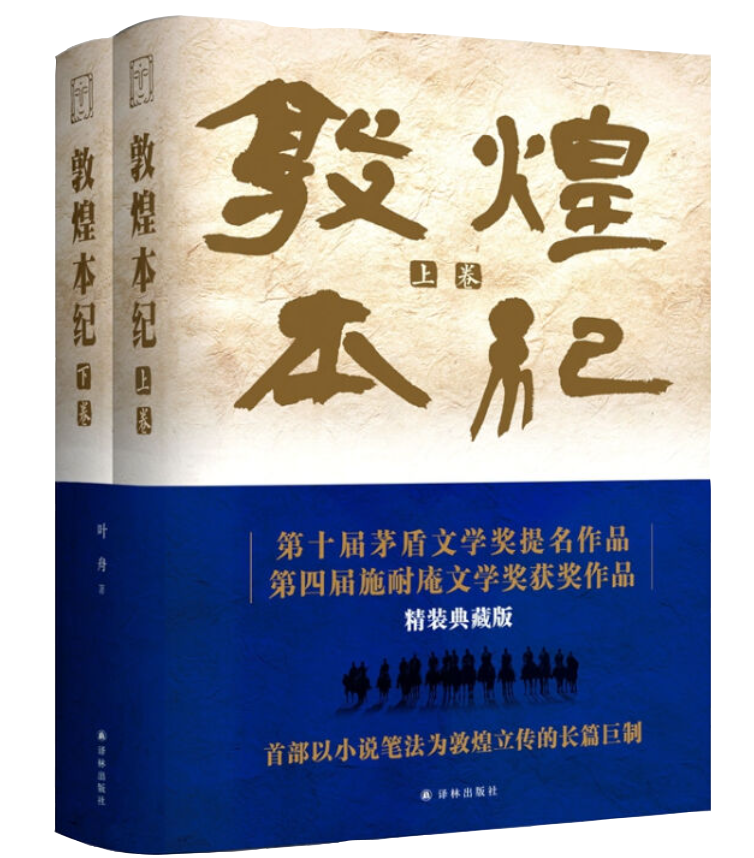 敦煌
上卷
本纪
第十届茅盾文学奖提名作品
第四届施耐庵文学奖获奖作品
精装典藏版
首部以小说笔法为敦煌立传的长篇巨制
译林出版社
敦煌本纪
上卷
敦煌本纪
下卷
叶舟 著
译林出版社